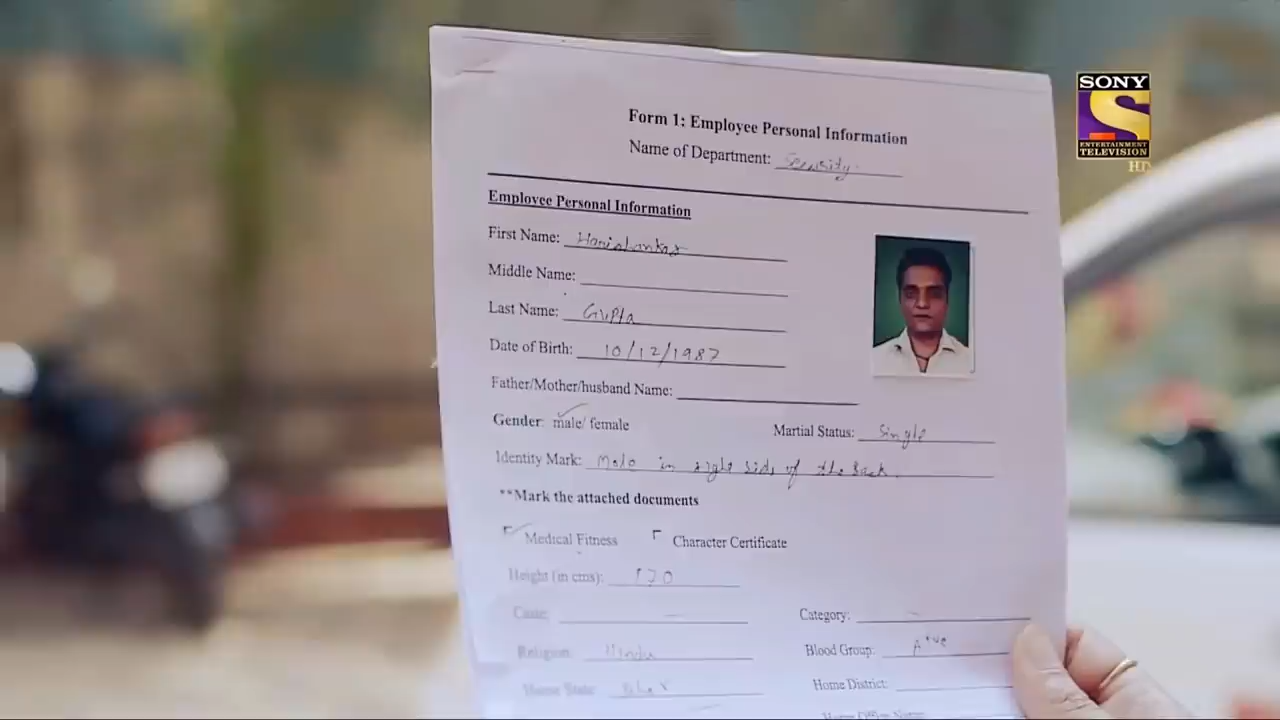 Form 1: Employee Personal Information
Name of Department: Security
SONY
ENTERTAINMENT
TELEVISION
HD
Employee Personal Information
First Name: Harishankar
Middle Name:
Last Name: Gupta
Date of Birth: 10/12/1987
Father/Mother/husband Name:
Gender: male/ female
Martial Status: Single
Identity Mark: Mole in right side of the back.
**Mark the attached documents
Medical Fitness Character Certificate
Height (in cms): 170
Caste: Category:
Religion: Hindu Blood Group: A+ve
Home State: Bihar Home District: